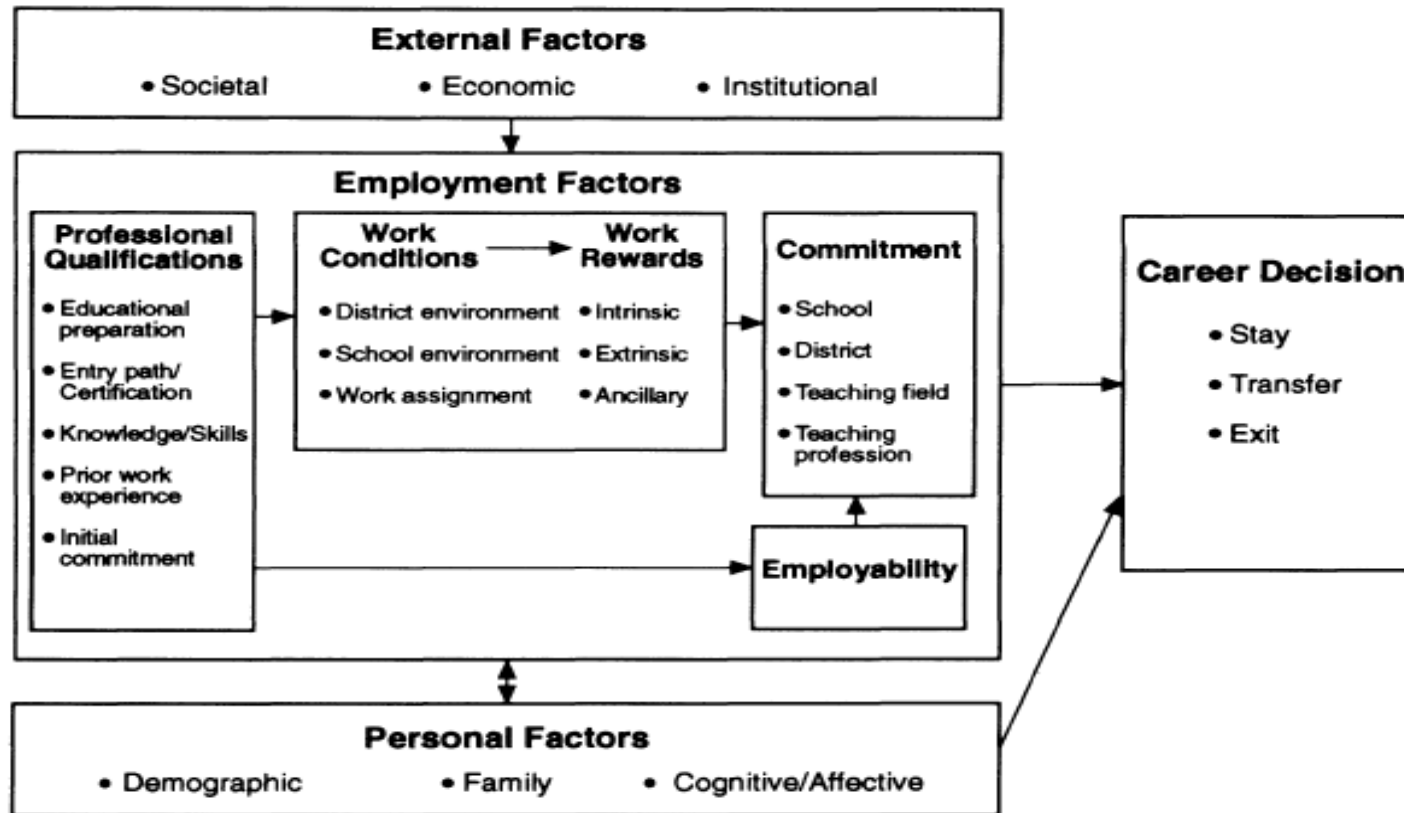 External Factors
• Societal • Economic • Institutional
Employment Factors
Professional
Qualifications
• Educational
preparation
• Entry path/
Certification
• Knowledge/Skills
• Prior work
experience
• Initial
commitment
Work
Conditions
• District environment
• School environment
• Work assignment
Work
Rewards
• Intrinsic
• Extrinsic
• Ancillary
Commitment
• School
• District
• Teaching field
• Teaching
profession
Employability
Career Decision
• Stay
• Transfer
• Exit
Personal Factors
• Demographic • Family • Cognitive/Affective